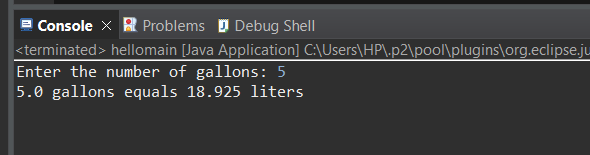 Console Problems Debug Shell
<terminated> hellomain [Java Application] C:\Users\HP\.p2\pool\plugins\org.eclipse.ju
Enter the number of gallons: 5
5.0 gallons equals 18.925 liters